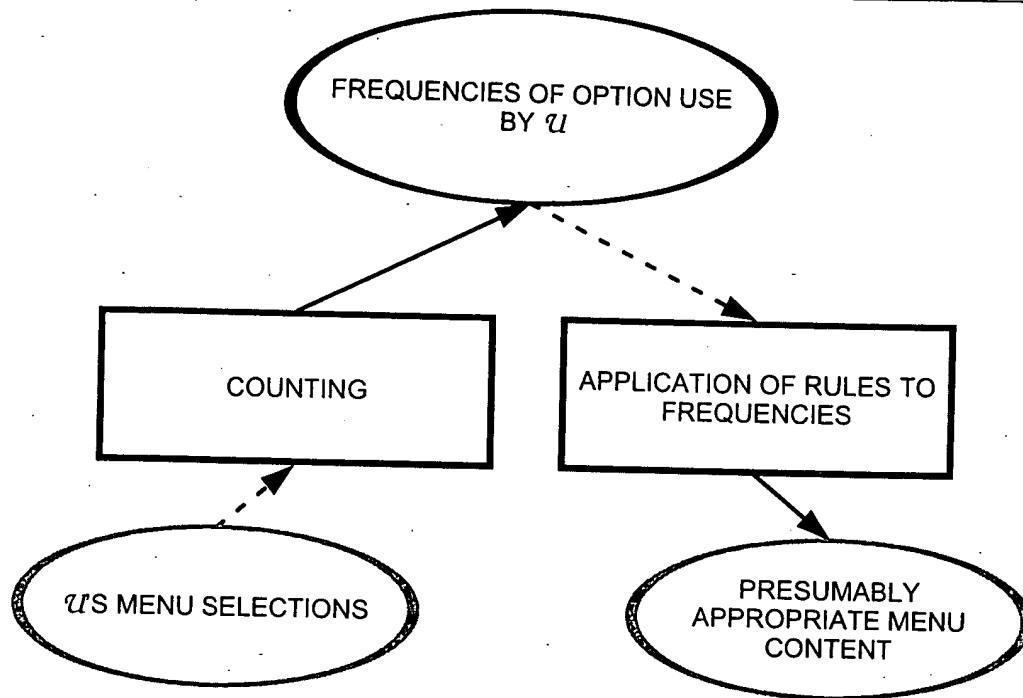 FREQUENCIES OF OPTION USE
BY 𝒰
COUNTING
APPLICATION OF RULES TO
FREQUENCIES
𝒰'S MENU SELECTIONS
PRESUMABLY
APPROPRIATE MENU
CONTENT